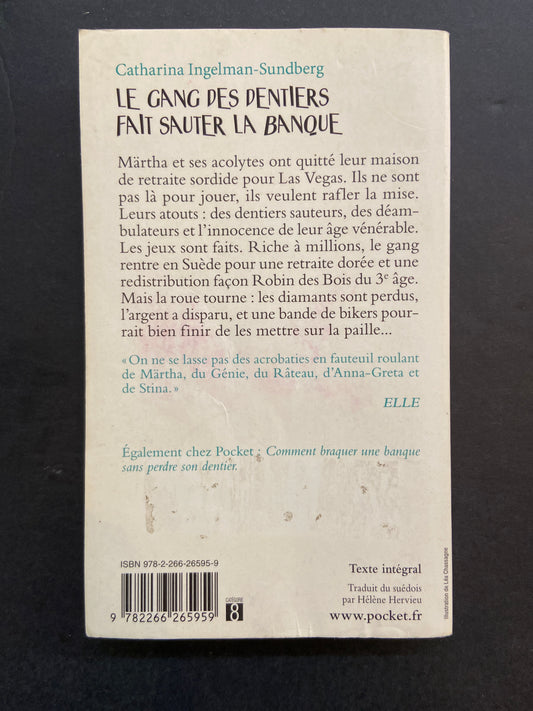 Catharina Ingelman-Sundberg
LE GANG DES DENTIERS
FAIT SAUTER LA BANQUE
Märtha et ses acolytes ont quitté leur maison
de retraite sordide pour Las Vegas. Ils ne sont
pas là pour jouer, ils veulent rafler la mise.
Leurs atouts : des dentiers sauteurs, des déam-
bulateurs et l'innocence de leur âge vénérable.
Les jeux sont faits. Riche à millions, le gang
rentre en Suède pour une retraite dorée et une
redistribution façon Robin des Bois du 3e âge.
Mais la roue tourne : les diamants sont perdus,
l'argent a disparu, et une bande de bikers pour-
rait bien finir de les mettre sur la paille...
« On ne se lasse pas des acrobaties en fauteuil roulant
de Märtha, du Génie, du Râteau, d'Anna-Greta et
de Stina. »
ELLE
Également chez Pocket : Comment braquer une banque
sans perdre son dentier.
ISBN 978-2-266-26595-9
9 782266 265959
CATÉGORIE
8
Texte intégral
Traduit du suédois
par Hélène Hervieu
www.pocket.fr
Illustration de Léa Chassagne